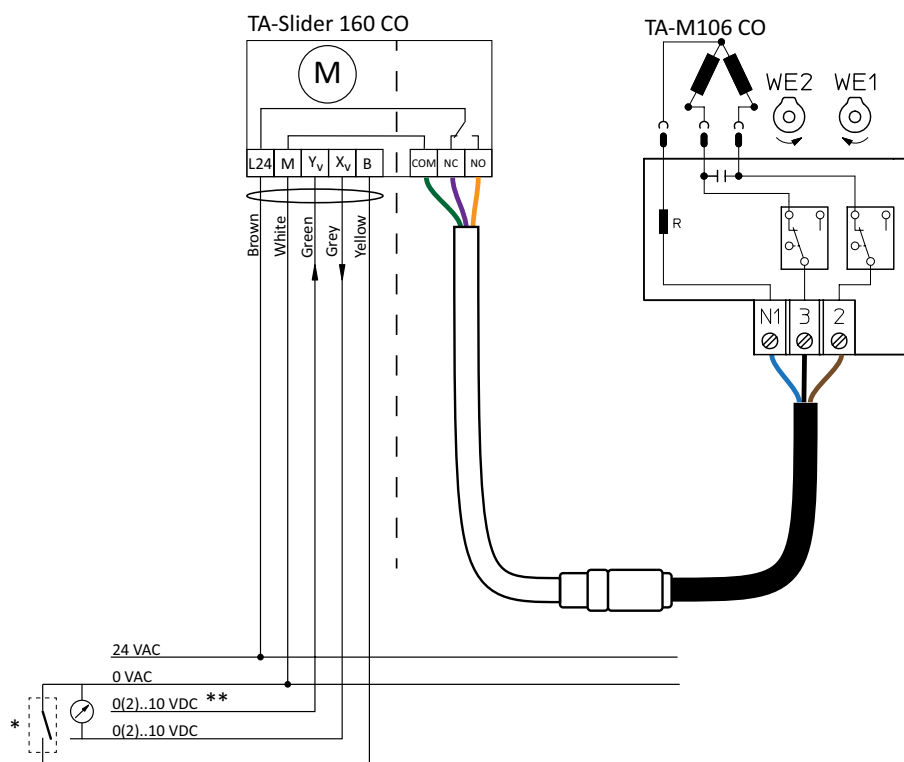 TA-Slider 160 CO
TA-M106 CO
M
WE2 WE1
L24 M Yv Xv B COM NC NO
Brown
White
Green
Grey
Yellow
R
N1 3 2
24 VAC
0 VAC
0(2)..10 VDC **
*
0(2)..10 VDC